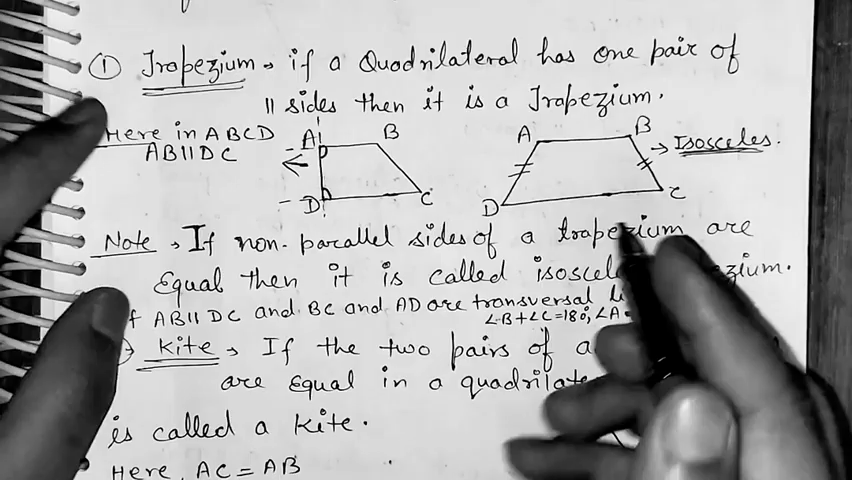 ① Trapezium → if a Quadrilateral has one pair of
|| sides then it is a Trapezium.
Here in ABCD
AB||DC
A B
D C
A B → Isosceles.
D C
Note → If non-parallel sides of a trapezium are
Equal then it is called
AB||DC and BC and AD are transversal
∠B+∠C=180°, ∠A
Kite → If the two pairs of
are Equal in a
is called a Kite.
Here, AC = AB